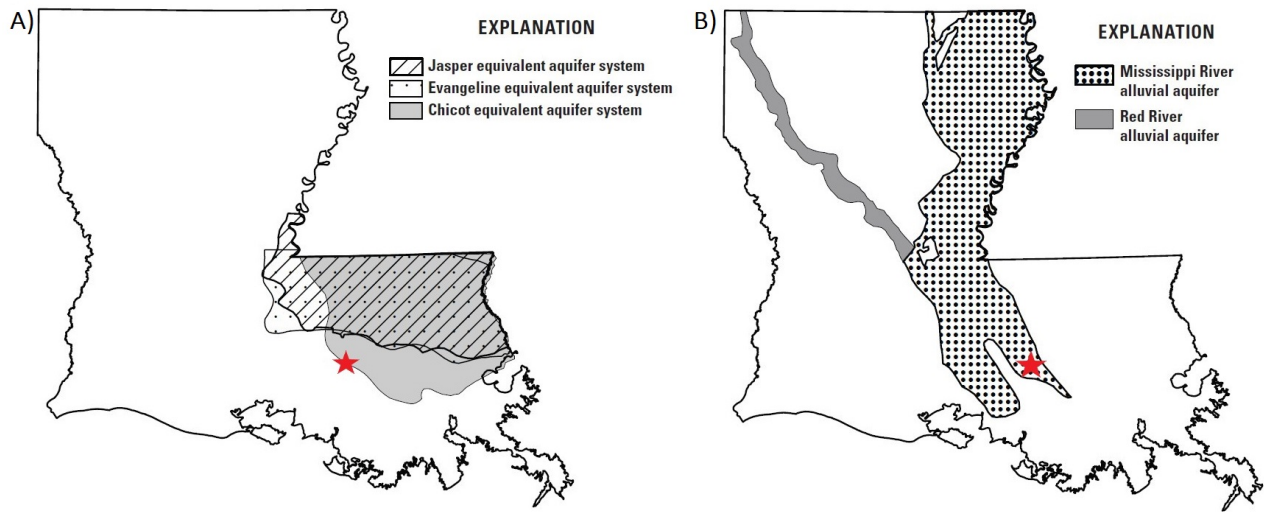 A)
EXPLANATION
Jasper equivalent aquifer system
Evangeline equivalent aquifer system
Chicot equivalent aquifer system
B)
EXPLANATION
Mississippi River
alluvial aquifer
Red River
alluvial aquifer